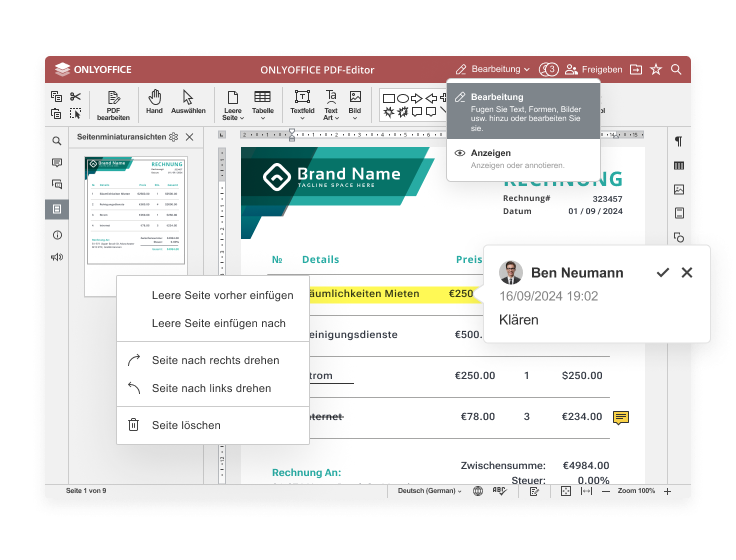 ONLYOFFICE
ONLYOFFICE PDF-Editor
Bearbeitung
3
Freigeben
PDF bearbeiten
Hand
Auswählen
Leere Seite
Tabelle
Textfeld
Text Art
Bild
Bearbeitung
Fugen Sie Text, Formen, Bilder
usw. hinzu oder bearbeiten Sie
sie.
Anzeigen
Anzeigen oder annotieren.
Seitenminiaturansichten
Brand Name
TAGLINE SPACE HERE
RECHNUNG
Rechnung# 323457
Datum 01 / 09 / 2024
Brand Name
RECHNUNG
№ Details Preis
äumlichkeiten Mieten €250
einigungsdienste €500.
trom €250.00 1 $250.00
nternet €78.00 3 €234.00
Rechnung An:
Zwischensumme: €4984.00
Steuer: 0.00%
Ben Neumann
16/09/2024 19:02
Klären
Leere Seite vorher einfügen
Leere Seite einfügen nach
Seite nach rechts drehen
Seite nach links drehen
Seite löschen
Seite 1 von 9
Deutsch (German)
ABC
Zoom 100%